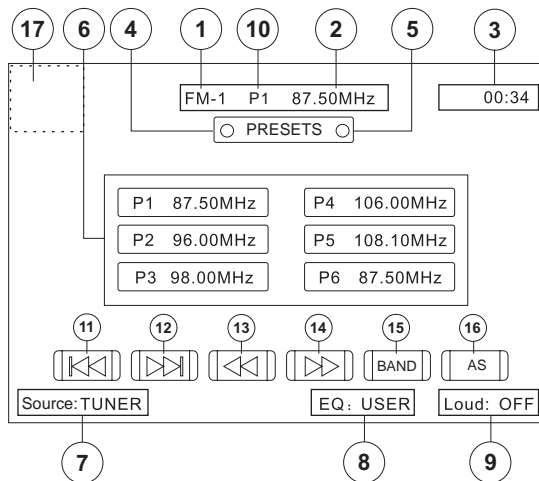 17 6 4 1 10 2 5 3
FM-1 P1 87.50MHz 00:34
PRESETS
P1 87.50MHz P4 106.00MHz
P2 96.00MHz P5 108.10MHz
P3 98.00MHz P6 87.50MHz
11 12 13 14 15 16
BAND AS
Source:TUNER EQ: USER Loud: OFF
7 8 9